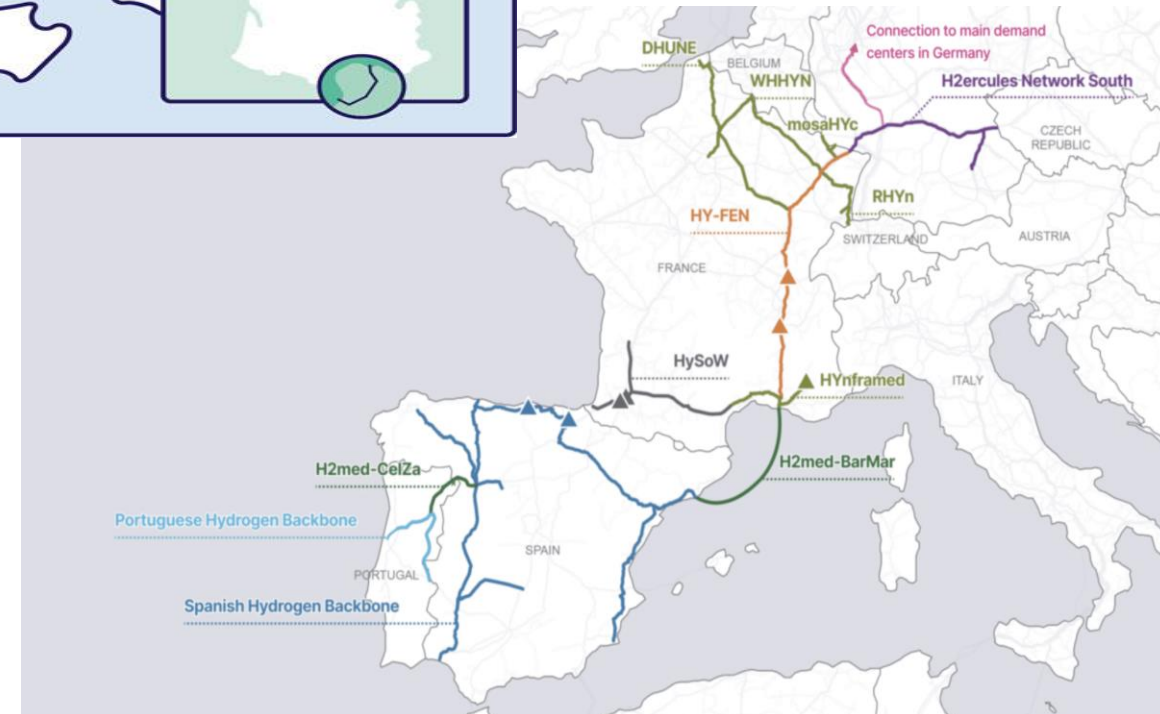 DHUNE
BELGIUM
WHHYN
mosaHYc
Connection to main demand
centers in Germany
H2ercules Network South
CZECH
REPUBLIC
RHYn
HY-FEN
SWITZERLAND
AUSTRIA
FRANCE
HySoW
HYnframed
ITALY
H2med-CelZa
H2med-BarMar
Portuguese Hydrogen Backbone
SPAIN
PORTUGAL
Spanish Hydrogen Backbone